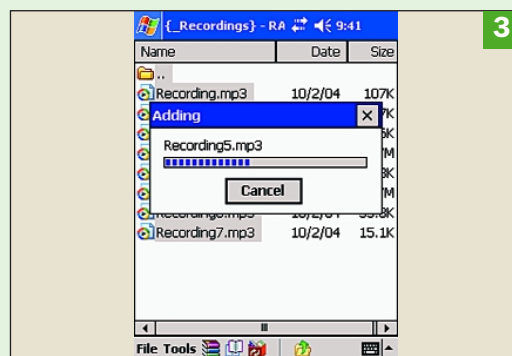 3
{_Recordings} - RA 9:41
Name Date Size
..
Recording.mp3 10/2/04 107K
Adding
Recording5.mp3
Cancel
Recording7.mp3 10/2/04 15.1K
File Tools